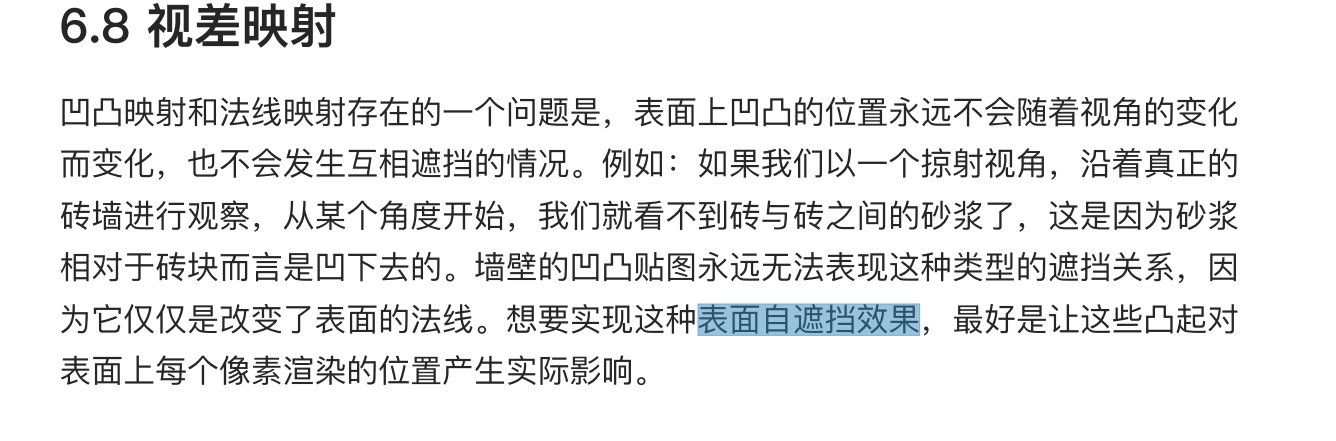 6.8 视差映射
凹凸映射和法线映射存在的一个问题是，表面上凹凸的位置永远不会随着视角的变化
而变化，也不会发生互相遮挡的情况。例如：如果我们以一个掠射视角，沿着真正的
砖墙进行观察，从某个角度开始，我们就看不到砖与砖之间的砂浆了，这是因为砂浆
相对于砖块而言是凹下去的。墙壁的凹凸贴图永远无法表现这种类型的遮挡关系，因
为它仅仅是改变了表面的法线。想要实现这种表面自遮挡效果，最好是让这些凸起对
表面上每个像素渲染的位置产生实际影响。